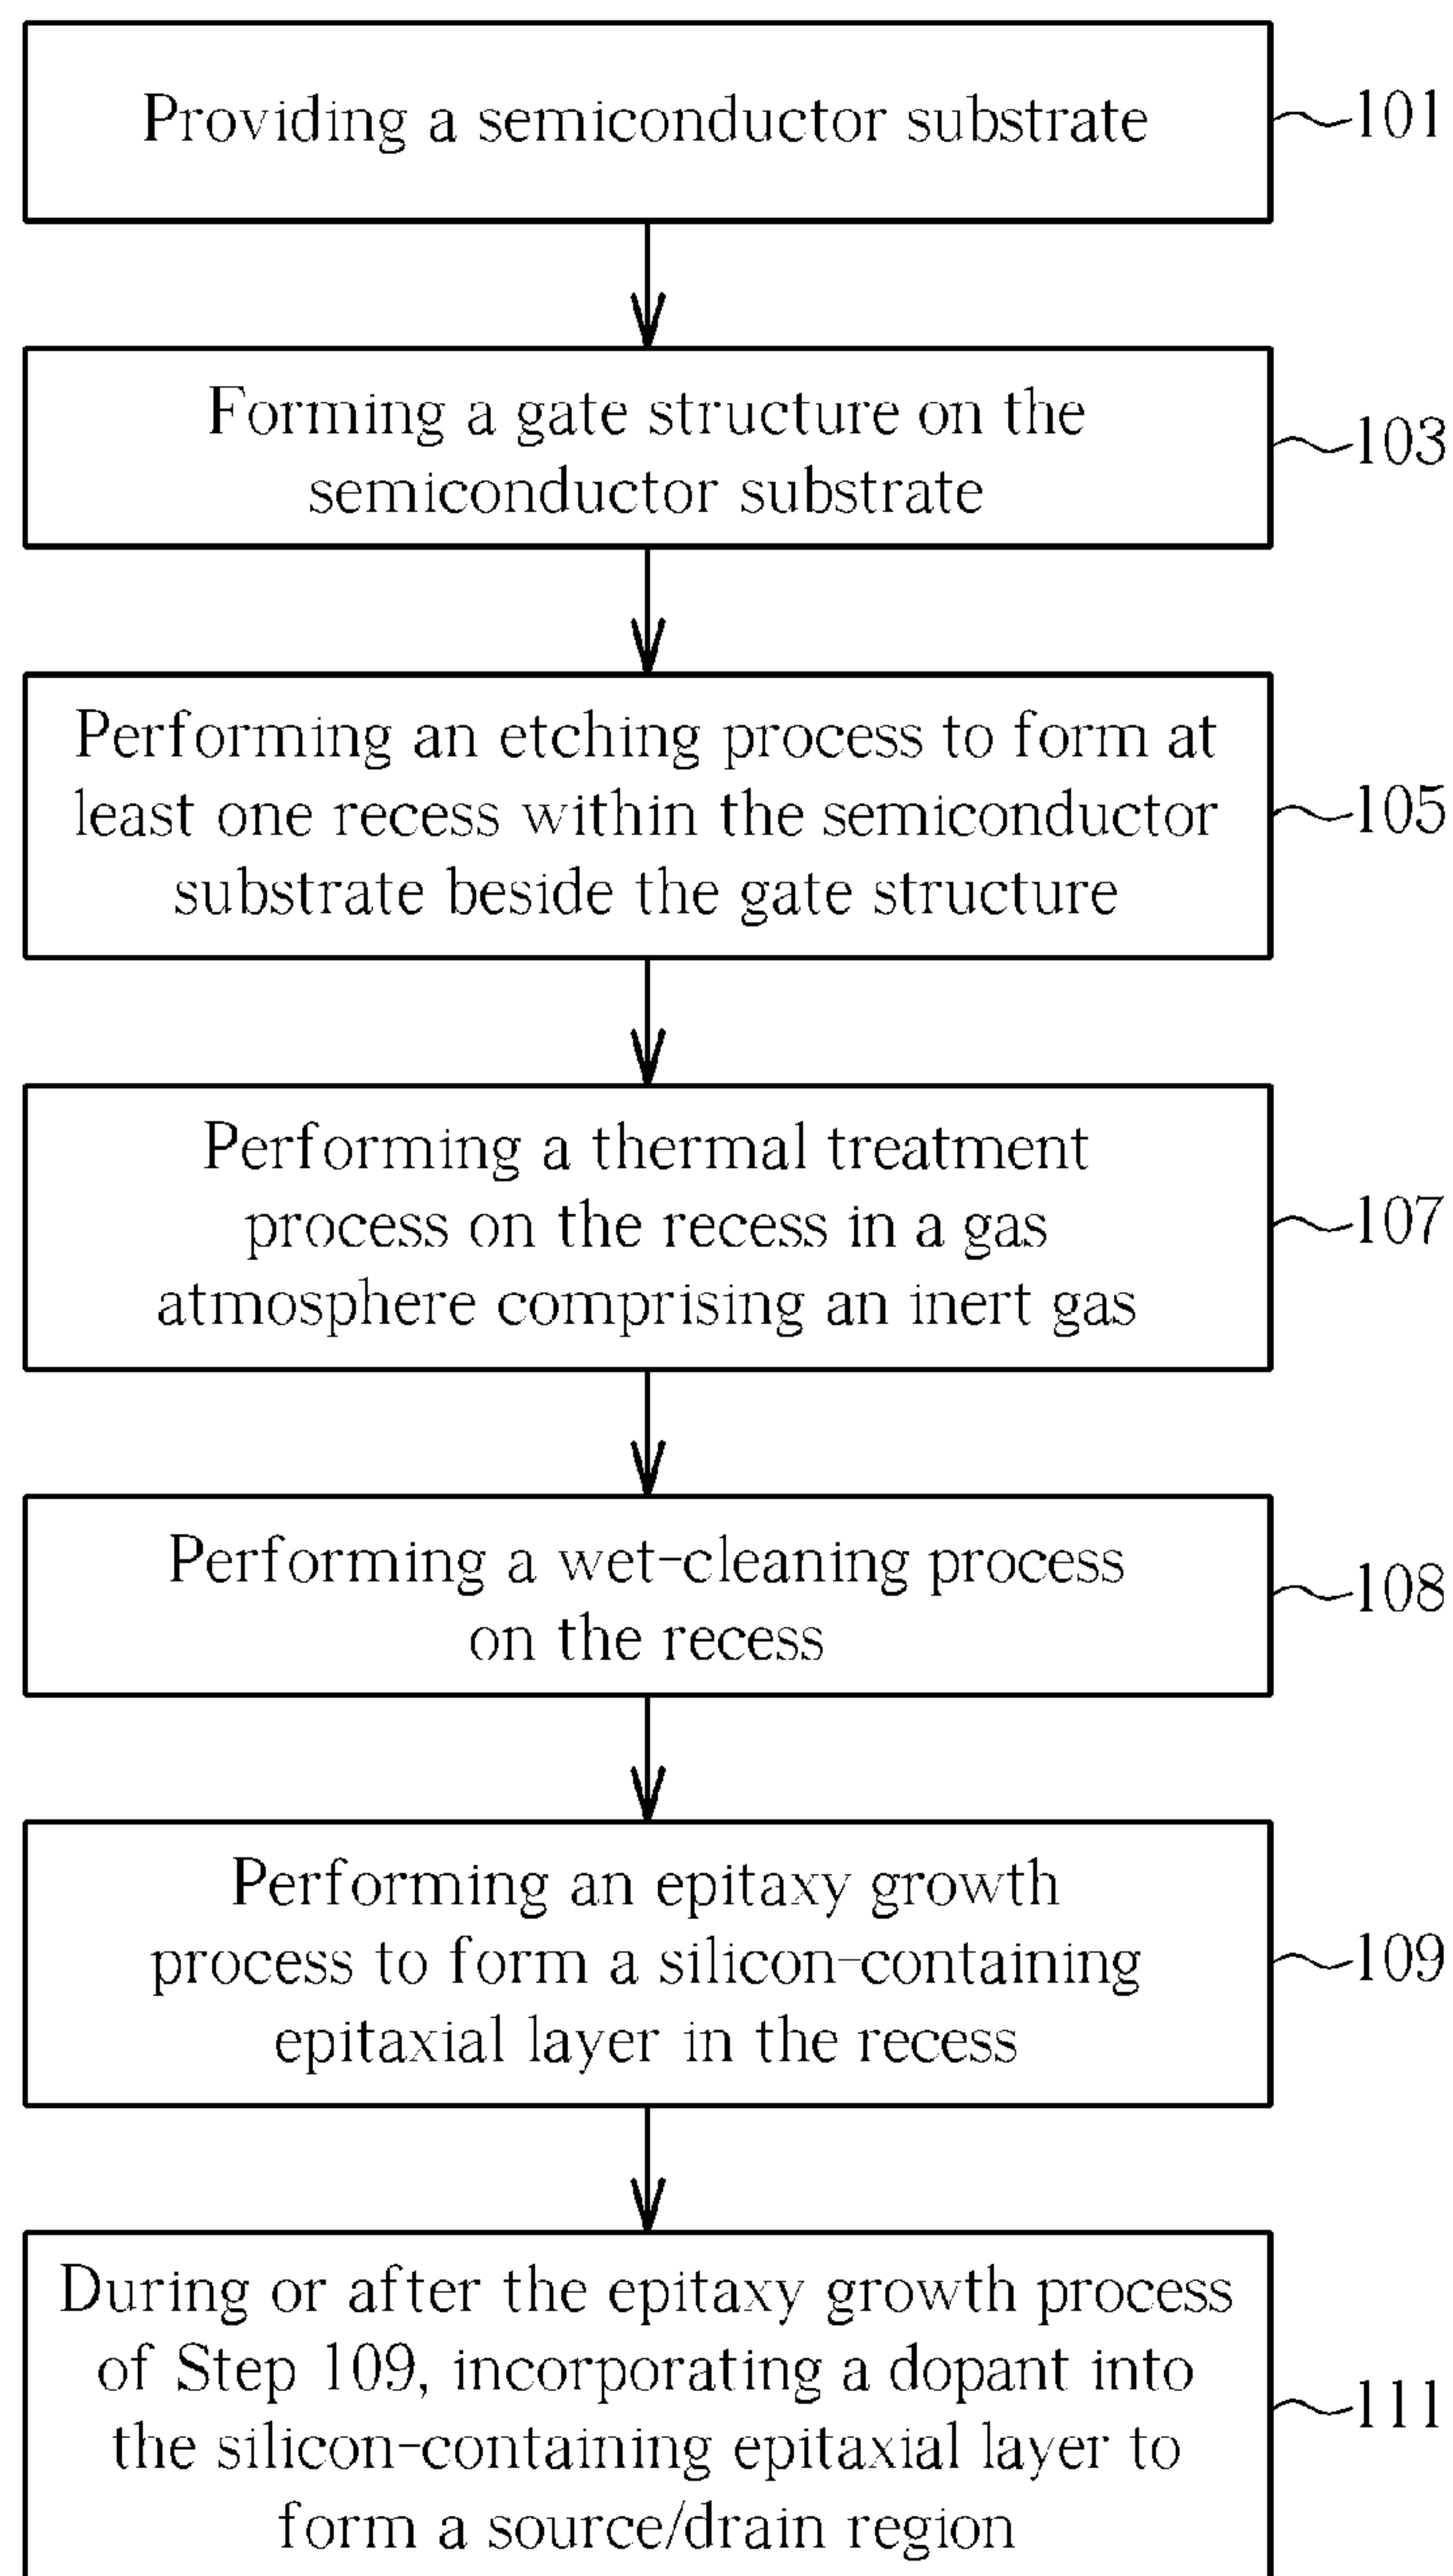 Providing a semiconductor substrate
101
Forming a gate structure on the
semiconductor substrate
103
Performing an etching process to form at
least one recess within the semiconductor
substrate beside the gate structure
105
Performing a thermal treatment
process on the recess in a gas
atmosphere comprising an inert gas
107
Performing a wet-cleaning process
on the recess
108
Performing an epitaxy growth
process to form a silicon-containing
epitaxial layer in the recess
109
During or after the epitaxy growth process
of Step 109, incorporating a dopant into
the silicon-containing epitaxial layer to
form a source/drain region
111